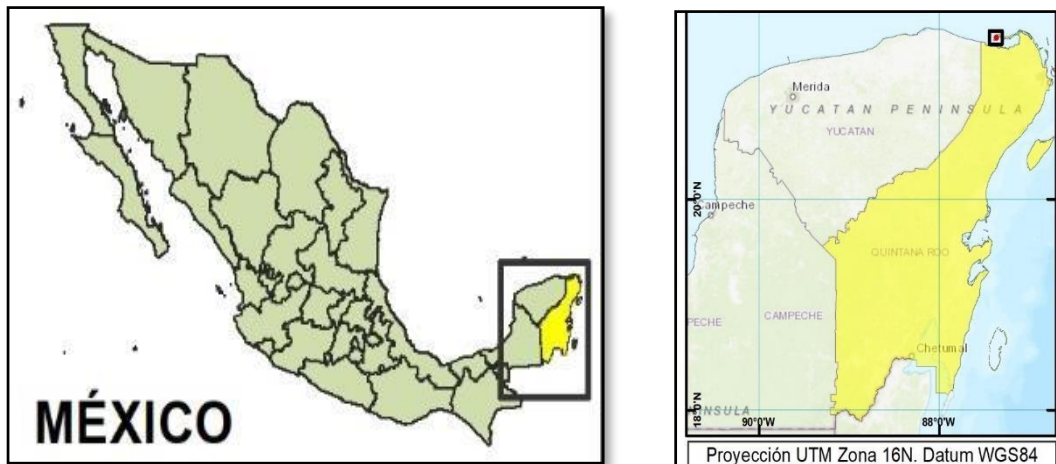 MÉXICO
Merida
YUCATAN PENINSULA
YUCATAN
20°0'N
Campeche
QUINTANA ROO
CAMPECHE
PECHE
Chetumal
NSULA
18°0'N
90°0'W
88°0'W
Proyección UTM Zona 16N. Datum WGS84